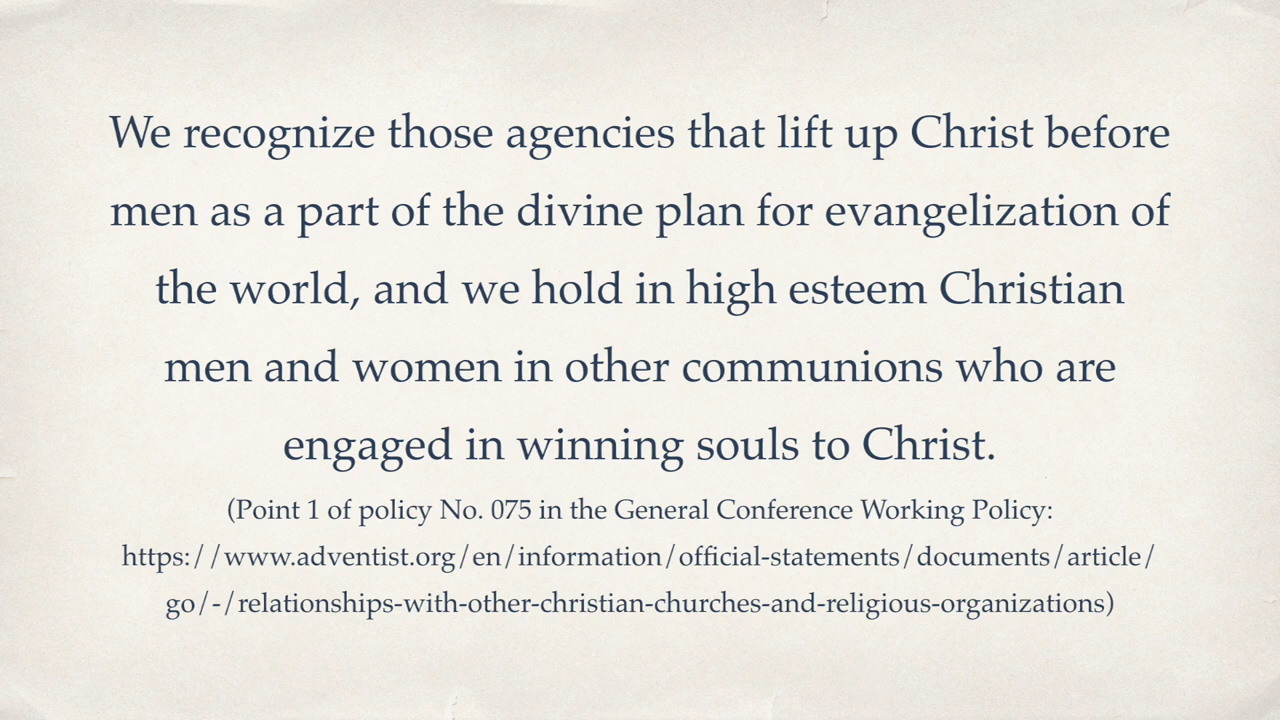 We recognize those agencies that lift up Christ before
men as a part of the divine plan for evangelization of
the world, and we hold in high esteem Christian
men and women in other communions who are
engaged in winning souls to Christ.
(Point 1 of policy No. 075 in the General Conference Working Policy:
https://www.adventist.org/en/information/official-statements/documents/article/
go/-/relationships-with-other-christian-churches-and-religious-organizations)